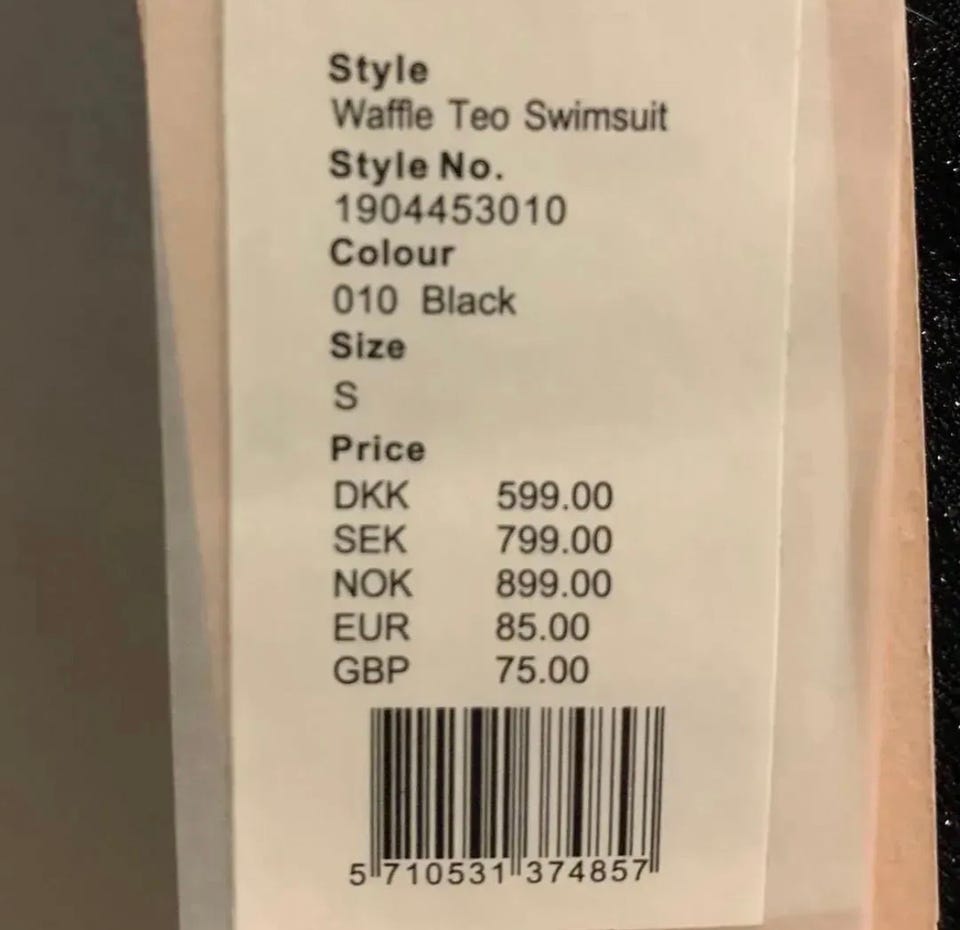 Style
Waffle Teo Swimsuit
Style No.
1904453010
Colour
010 Black
Size
S
Price
DKK 599.00
SEK 799.00
NOK 899.00
EUR 85.00
GBP 75.00
5 710531 374857